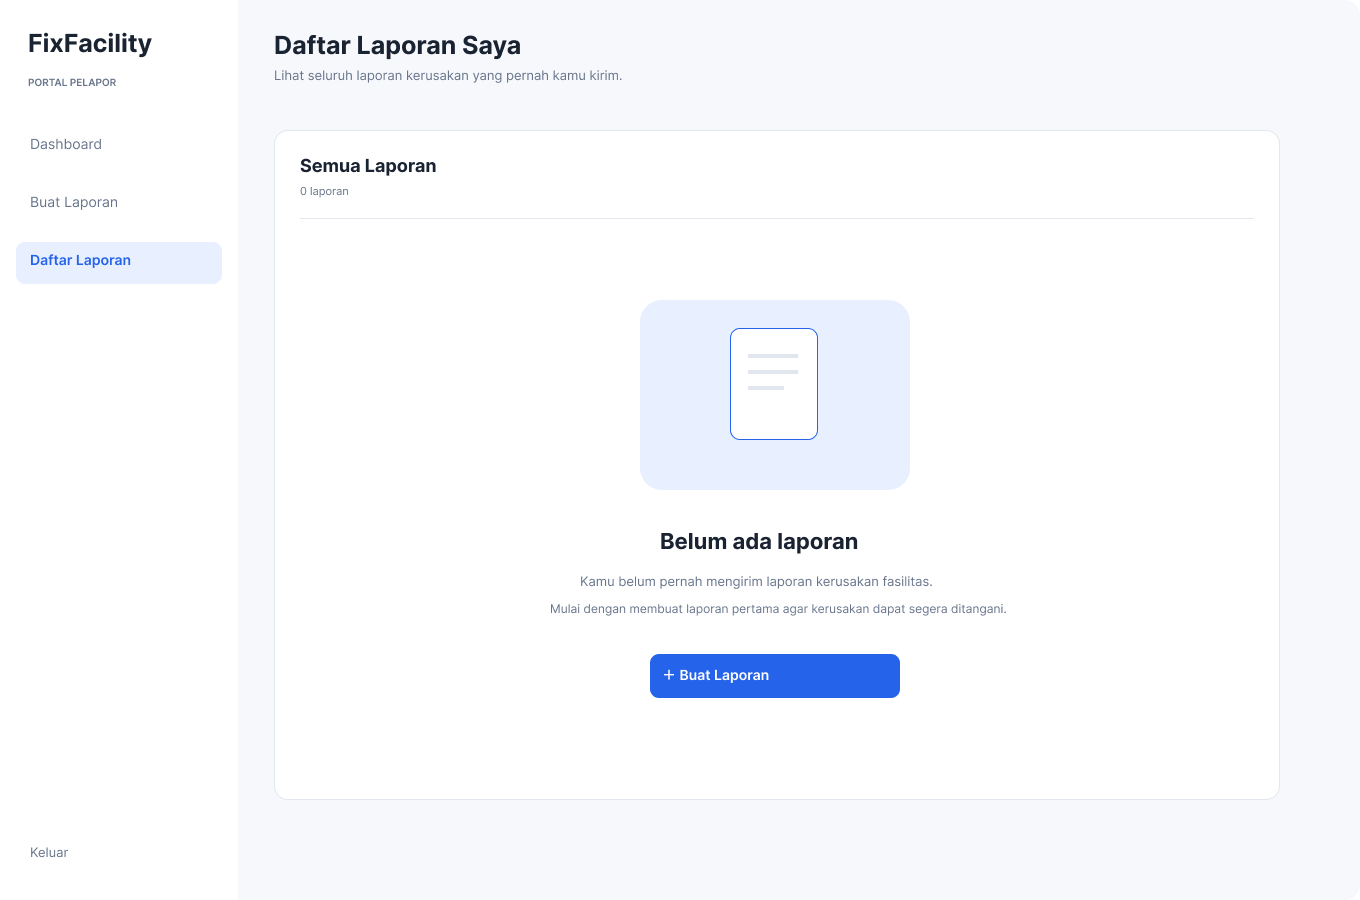 FixFacility
PORTAL PELAPOR
Dashboard
Buat Laporan
Daftar Laporan
Keluar
Daftar Laporan Saya
Lihat seluruh laporan kerusakan yang pernah kamu kirim.
Semua Laporan
0 laporan
Belum ada laporan
Kamu belum pernah mengirim laporan kerusakan fasilitas.
Mulai dengan membuat laporan pertama agar kerusakan dapat segera ditangani.
+ Buat Laporan